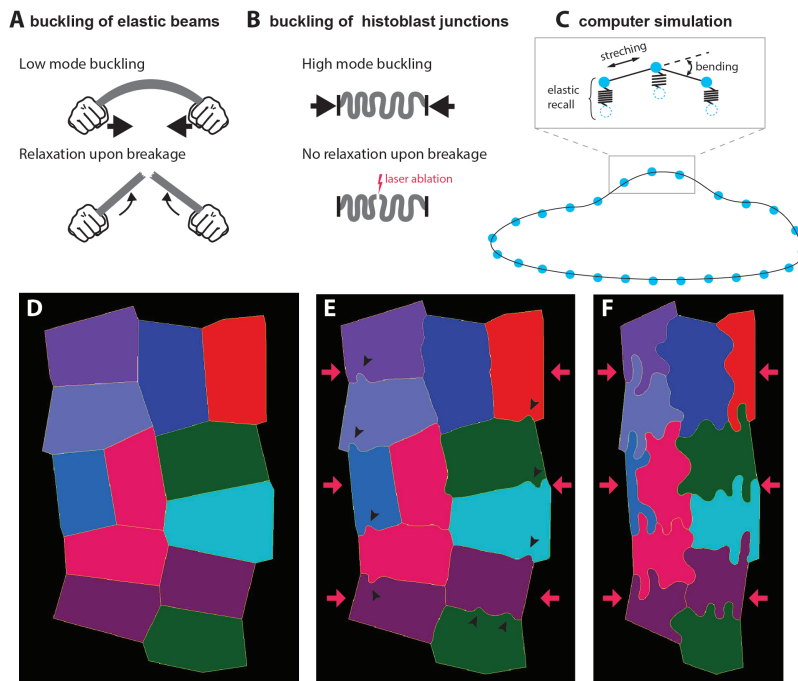 A buckling of elastic beams
Low mode buckling
Relaxation upon breakage
B buckling of histoblast junctions
High mode buckling
No relaxation upon breakage
laser ablation
C computer simulation
streching
bending
elastic
recall
D
E
F